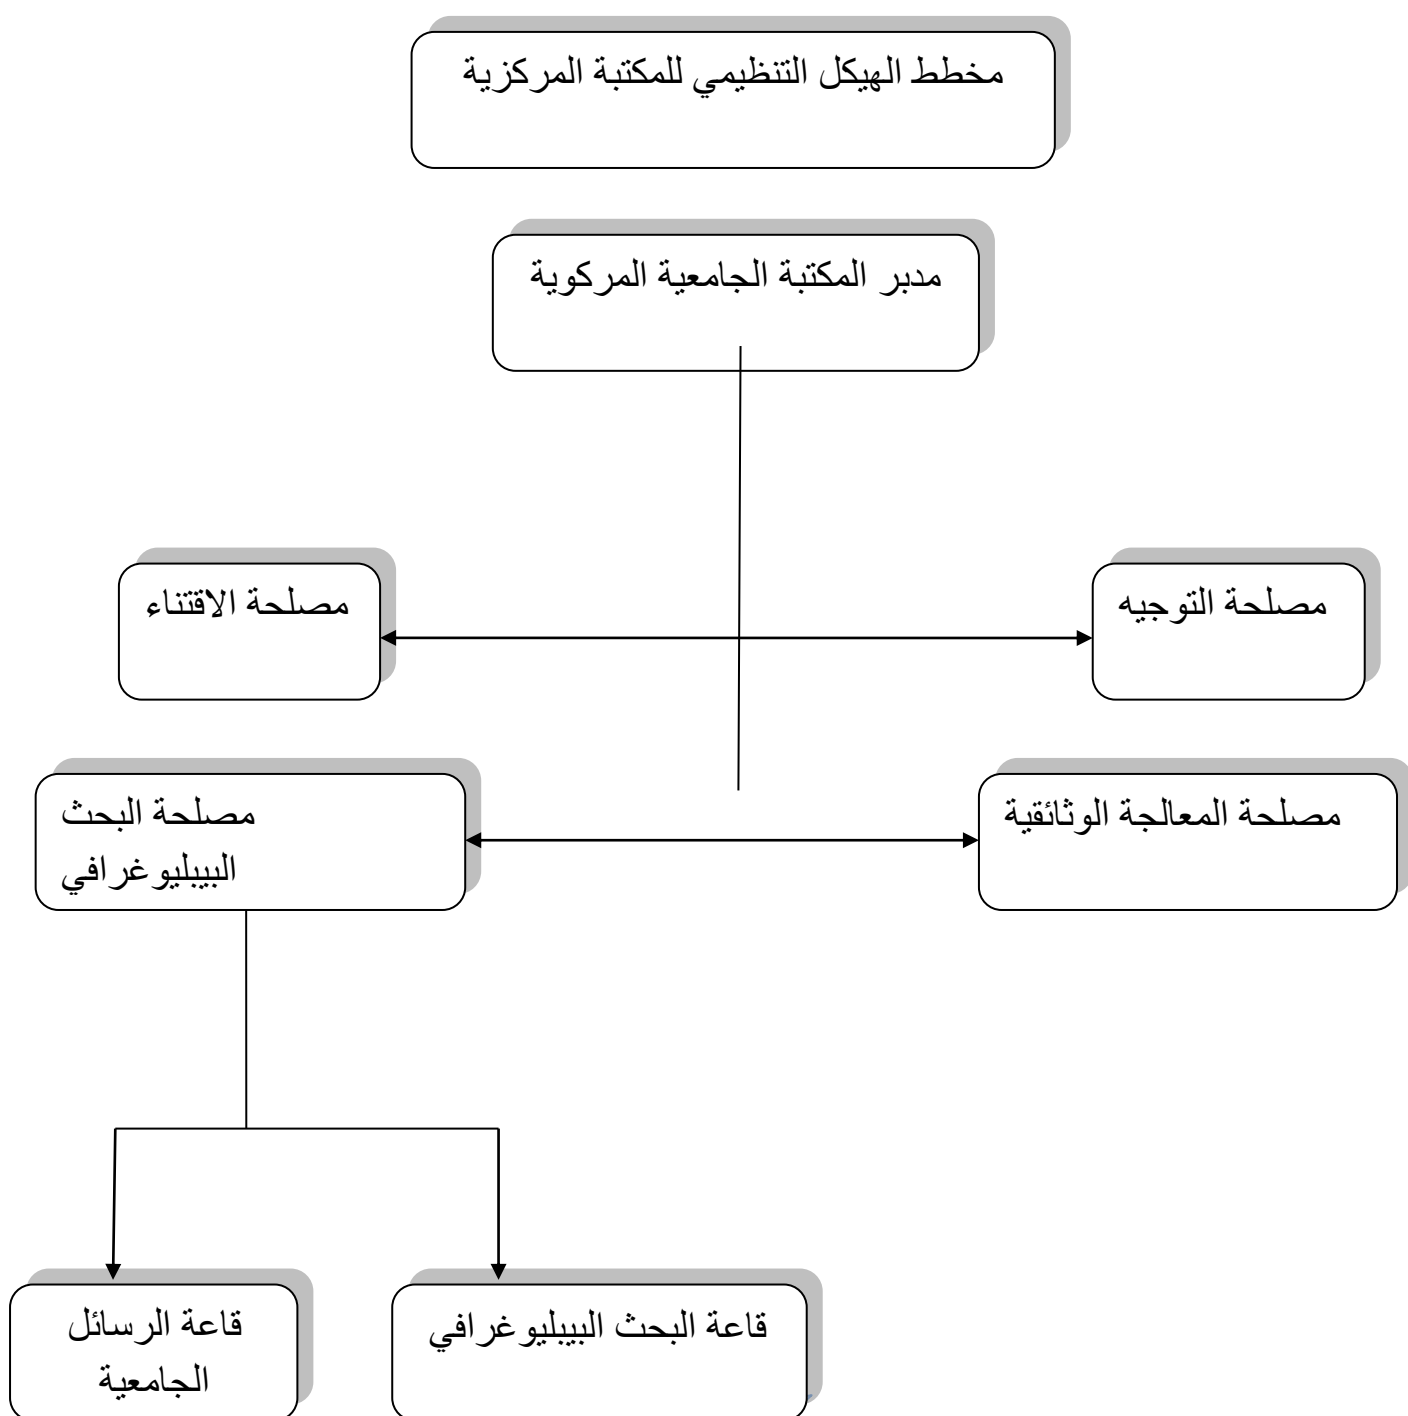 مخطط الهيكل التنظيمي للمكتبة المركزية
مدبر المكتبة الجامعية المركوية
مصلحة التوجيه
مصلحة الاقتناء
مصلحة المعالجة الوثائقية
مصلحة البحث
البيبليوغرافي
قاعة البحث البيبليوغرافي
قاعة الرسائل
الجامعية